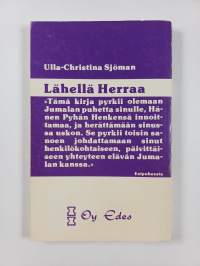 Ulla-Christina Sjöman
Lähellä Herraa
»Tämä kirja pyrkii olemaan
Jumalan puhetta sinulle, Hä-
nen Pyhän Henkensä innoit-
tamaa, ja herättämään sinus-
sa uskon. Se pyrkii toisin sa-
noen johdattamaan sinut
henkilökohtaiseen, päivittäi-
seen yhteyteen elävän Juma-
lan kanssa.»
Esipuheesta
Oy Edes